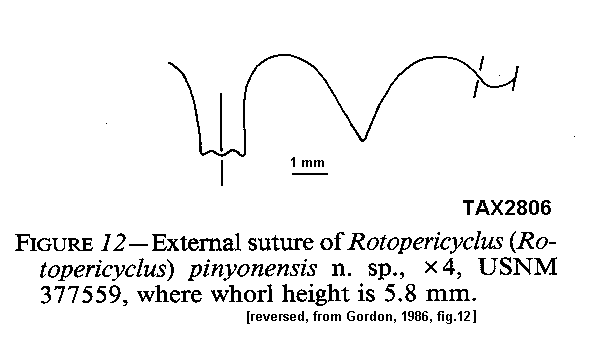 1 mm
TAX2806
FIGURE 12—External suture of Rotopericyclus (Ro-
topericyclus) pinyonensis n. sp., ×4, USNM
377559, where whorl height is 5.8 mm.
[reversed, from Gordon, 1986, fig.12]